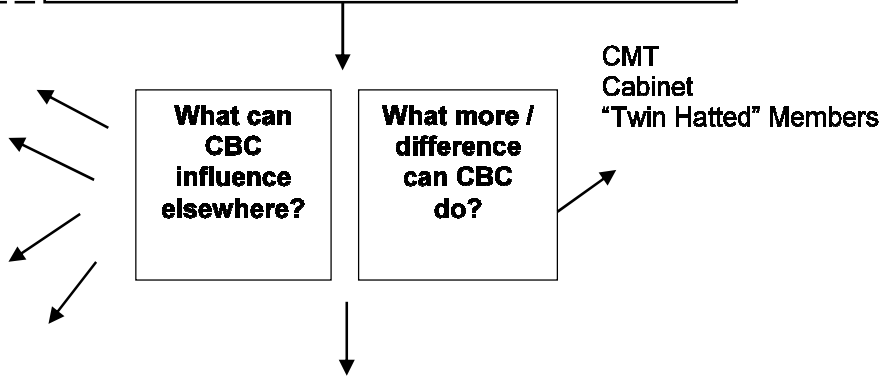 CMT
Cabinet
“Twin Hatted” Members
What can
CBC
influence
elsewhere?
What more /
difference
can CBC
do?